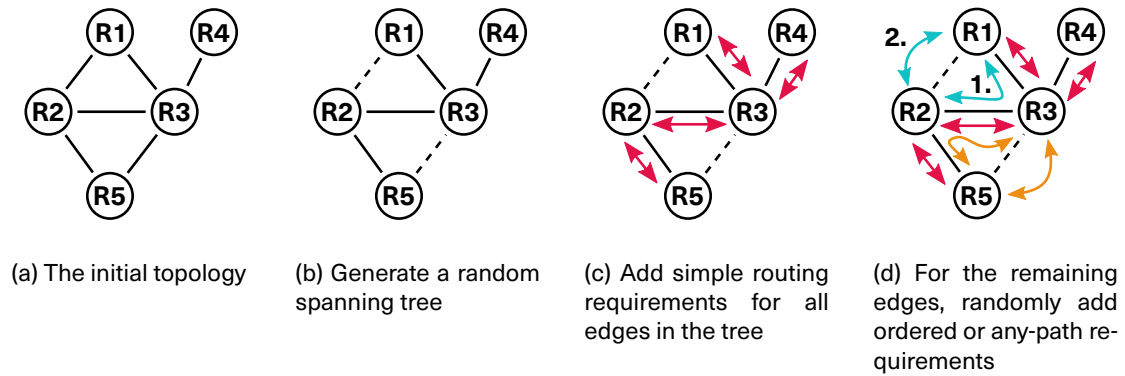 R1
R4
R2
R3
R5
(a) The initial topology
R1
R4
R2
R3
R5
(b) Generate a random
spanning tree
R1
R4
R2
R3
R5
(c) Add simple routing
requirements for all
edges in the tree
2.
R1
R4
1.
R2
R3
R5
(d) For the remaining
edges, randomly add
ordered or any-path re-
quirements